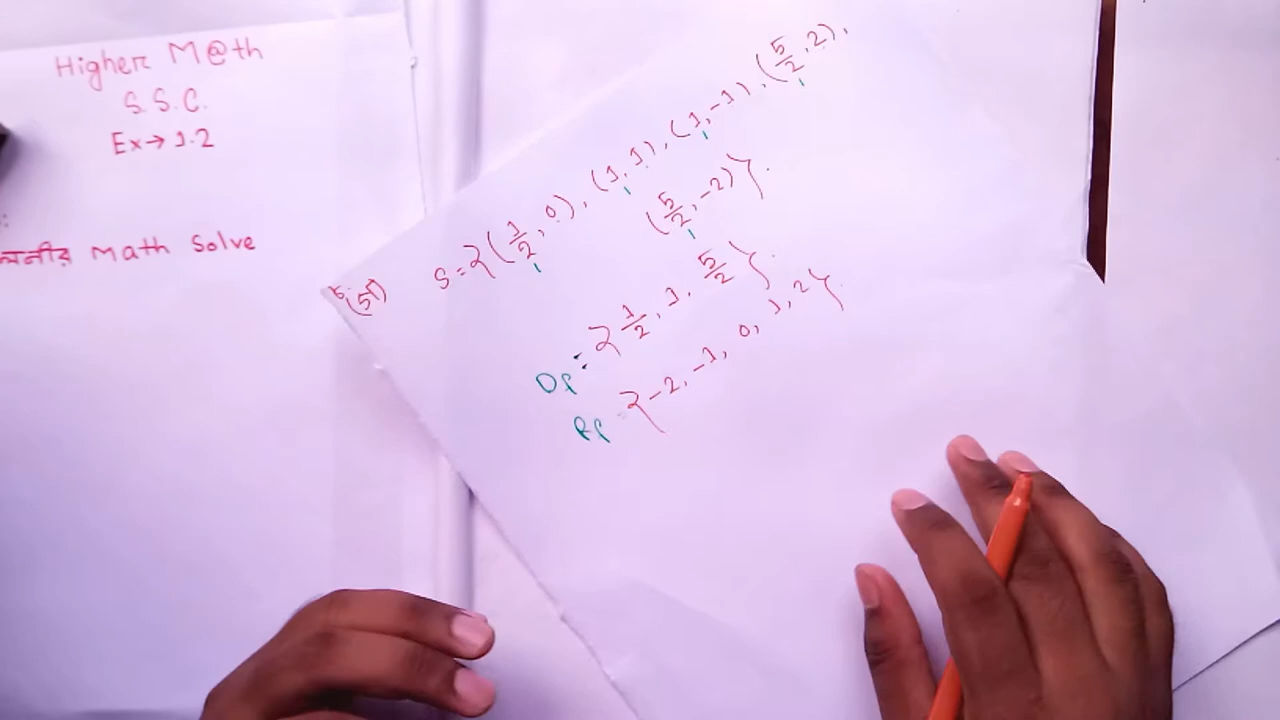 Higher M@th
S.S.C.
Ex→1.2
Math Solve
5.
(গ) S={(1/2, 0), (1, 1), (1, -1), (5/2, 2),
(5/2, -2)}.
Df = {1/2, 1, 5/2}.
Rf = {-2, -1, 0, 1, 2}.